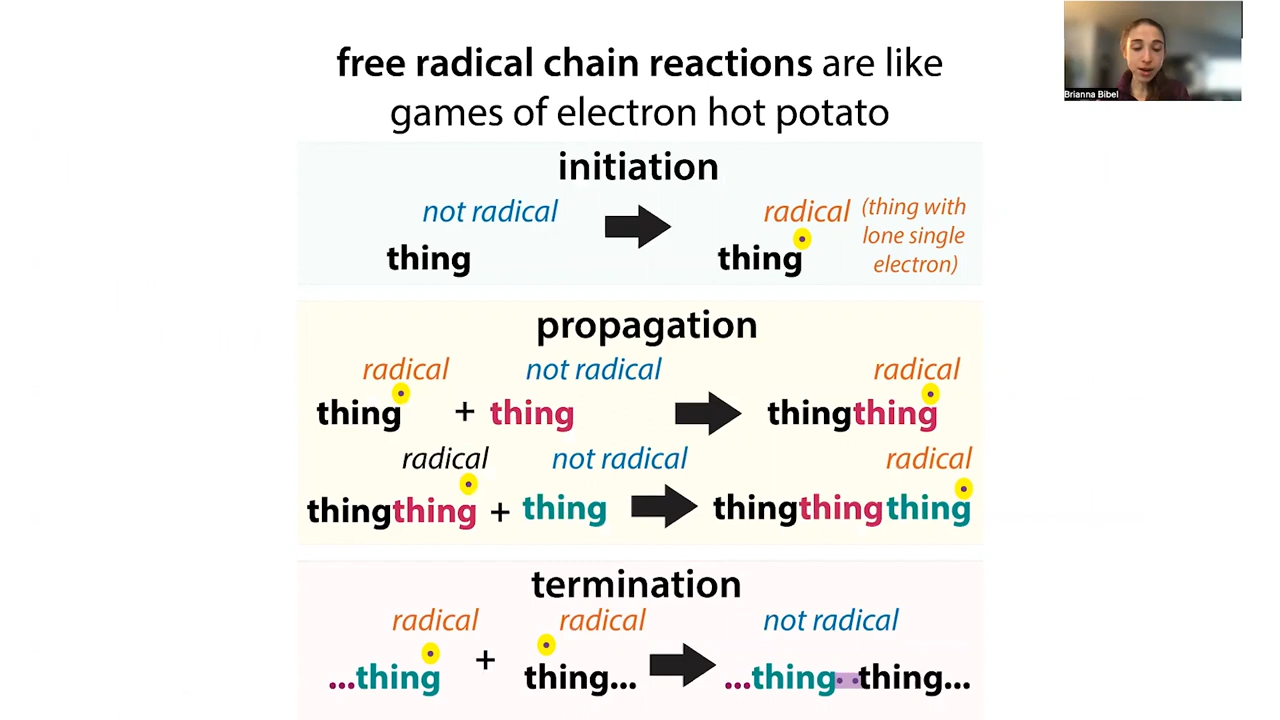 free radical chain reactions are like
games of electron hot potato
Brianna Bibel
initiation
not radical
radical (thing with
lone single
electron)
thing
thing
propagation
radical not radical radical
thing + thing thingthing
radical not radical radical
thingthing + thing thingthingthing
termination
radical radical not radical
...thing + thing... ...thing thing...